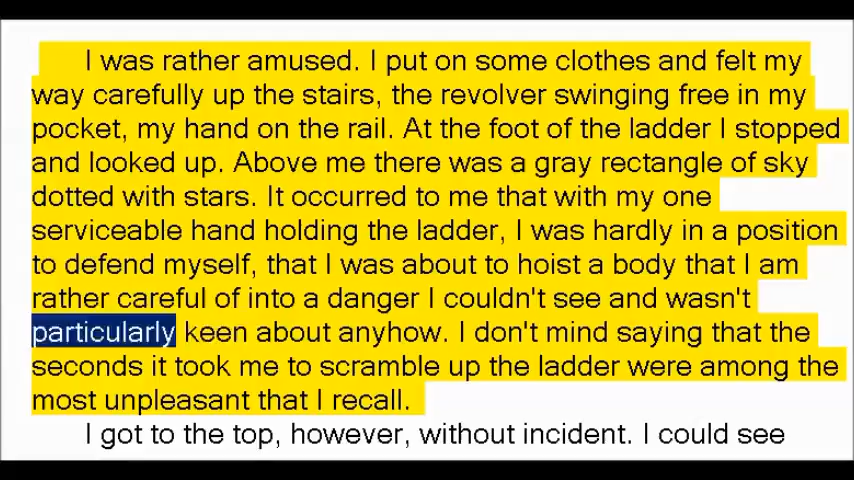 I was rather amused. I put on some clothes and felt my
way carefully up the stairs, the revolver swinging free in my
pocket, my hand on the rail. At the foot of the ladder I stopped
and looked up. Above me there was a gray rectangle of sky
dotted with stars. It occurred to me that with my one
serviceable hand holding the ladder, I was hardly in a position
to defend myself, that I was about to hoist a body that I am
rather careful of into a danger I couldn't see and wasn't
particularly keen about anyhow. I don't mind saying that the
seconds it took me to scramble up the ladder were among the
most unpleasant that I recall.
I got to the top, however, without incident. I could see